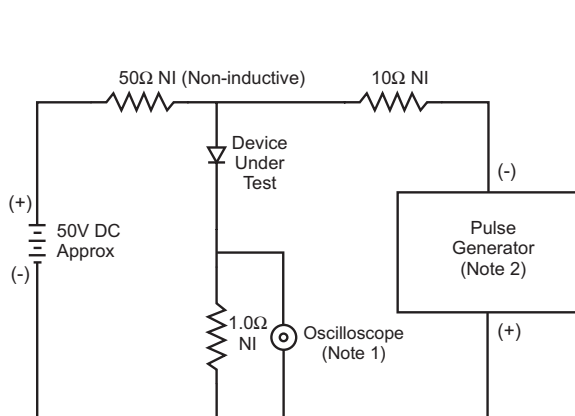 50Ω NI (Non-inductive)
10Ω NI
Device
Under
Test
(-)
(+)
50V DC
Approx
(-)
Pulse
Generator
(Note 2)
1.0Ω
NI
Oscilloscope
(Note 1)
(+)